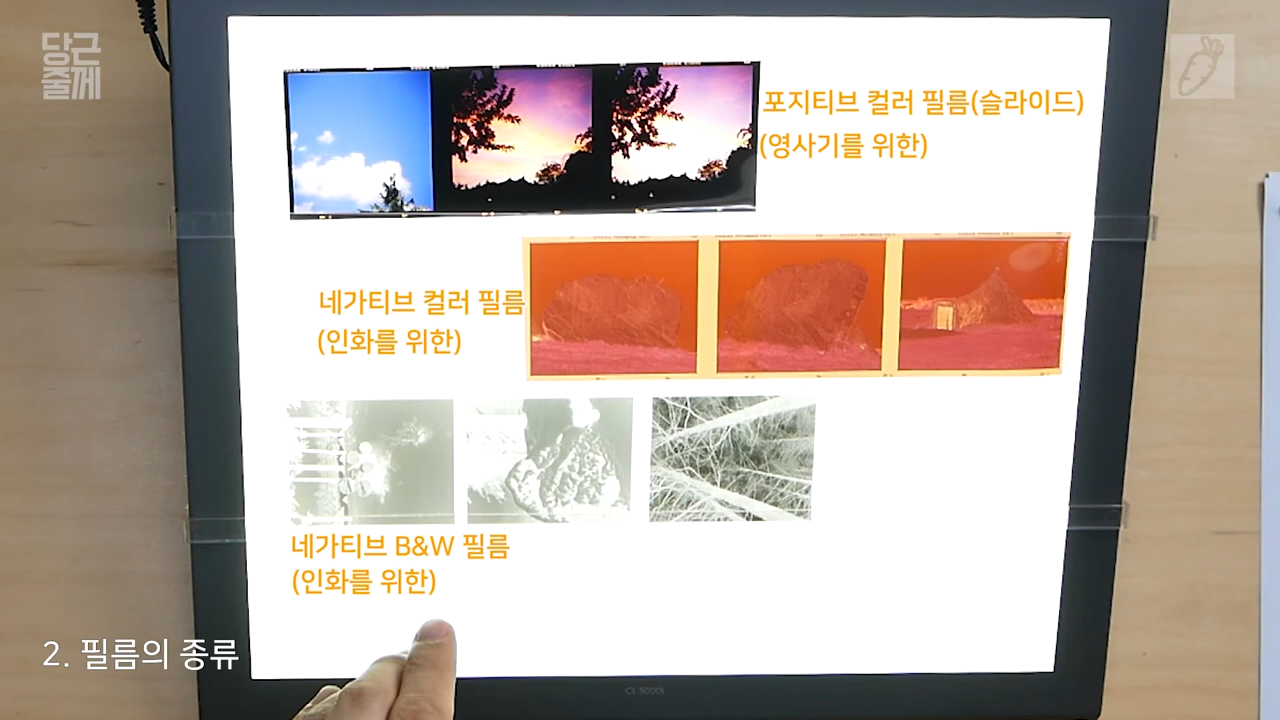 당근
줄께
포지티브 컬러 필름(슬라이드)
(영사기를 위한)
네가티브 컬러 필름
(인화를 위한)
네가티브 B&W 필름
(인화를 위한)
2. 필름의 종류